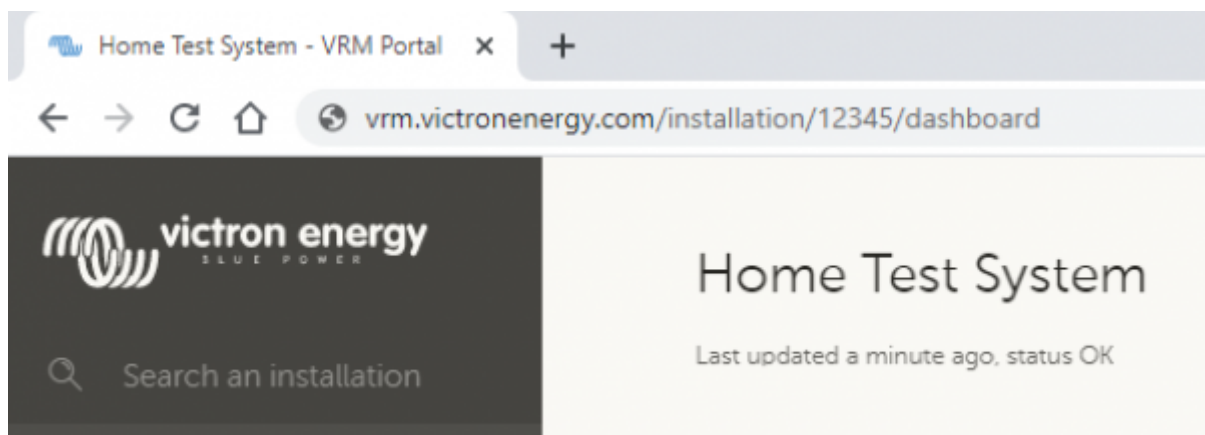 Home Test System - VRM Portal
vrm.victronenergy.com/installation/12345/dashboard
victron energy
BLUE POWER
Search an installation
Home Test System
Last updated a minute ago, status OK